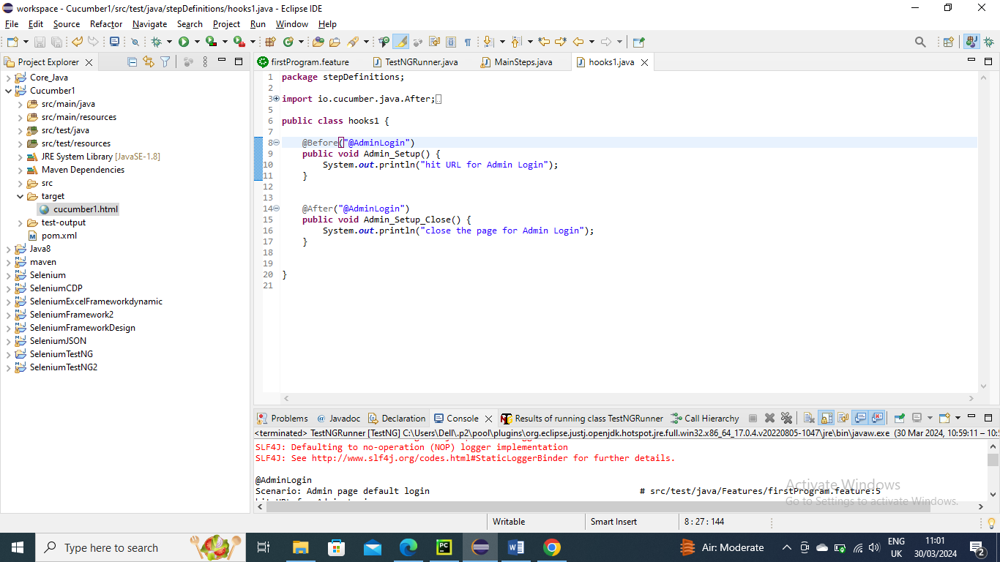 workspace - Cucumber1/src/test/java/stepDefinitions/hooks1.java - Eclipse IDE
File Edit Source Refactor Navigate Search Project Run Window Help
Project Explorer
firstProgram.feature TestNGRunner.java MainSteps.java hooks1.java
Core_Java
Cucumber1
src/main/java
src/main/resources
src/test/java
src/test/resources
JRE System Library [JavaSE-1.8]
Maven Dependencies
src
target
cucumber1.html
test-output
pom.xml
Java8
maven
Selenium
SeleniumCDP
SeleniumExcelFrameworkdynamic
SeleniumFramework2
SeleniumFrameworkDesign
SeleniumJSON
SeleniumTestNG
SeleniumTestNG2
1 package stepDefinitions;
2
3 import io.cucumber.java.After;
5
6 public class hooks1 {
7
8 @Before("@AdminLogin")
9 public void Admin_Setup() {
10 System.out.println("hit URL for Admin Login");
11 }
12
13
14 @After("@AdminLogin")
15 public void Admin_Setup_Close() {
16 System.out.println("close the page for Admin Login");
17 }
18
19
20 }
21
Problems @ Javadoc Declaration Console Results of running class TestNGRunner Call Hierarchy
<terminated> TestNGRunner [TestNG] C:\Users\Dell\.p2\pool\plugins\org.eclipse.justj.openjdk.hotspot.jre.full.win32.x86_64_17.0.4.v20220805-1047\jre\bin\javaw.exe (30 Mar 2024, 10:59:11 – 10:5
SLF4J: Defaulting to no-operation (NOP) logger implementation
SLF4J: See http://www.slf4j.org/codes.html#StaticLoggerBinder for further details.
@AdminLogin
Scenario: Admin page default login # src/test/java/Features/firstProgram.feature:5
Activate Windows
Go to Settings to activate Windows.
Writable Smart Insert 8 : 27 : 144
Type here to search
Air: Moderate
ENG
UK
11:01
30/03/2024
2